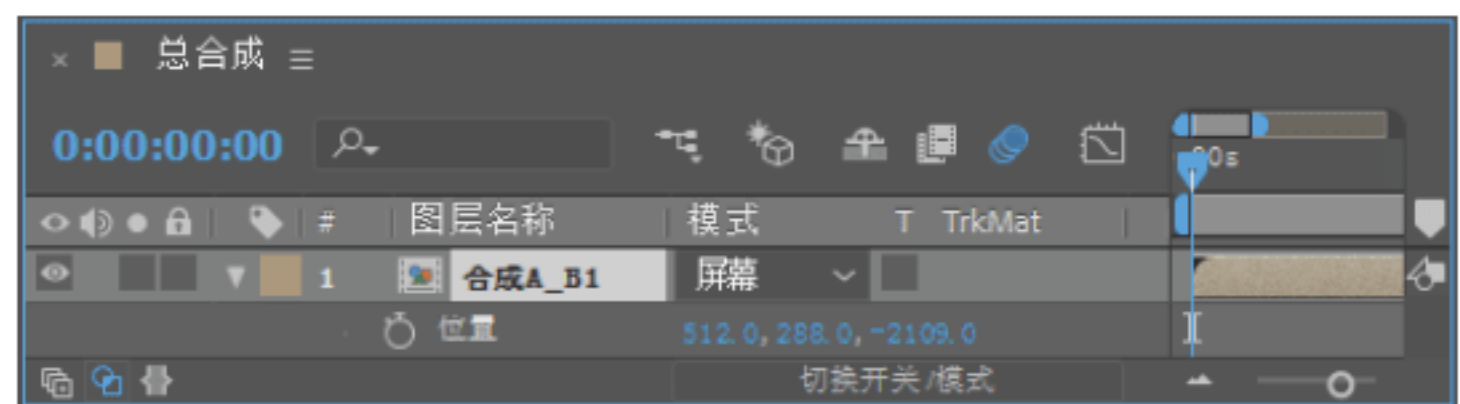 × 总合成
0:00:00:00
00s
# 图层名称 模式 T TrkMat
1 合成A_B1 屏幕
位置 512.0,288.0,-2109.0
切换开关/模式